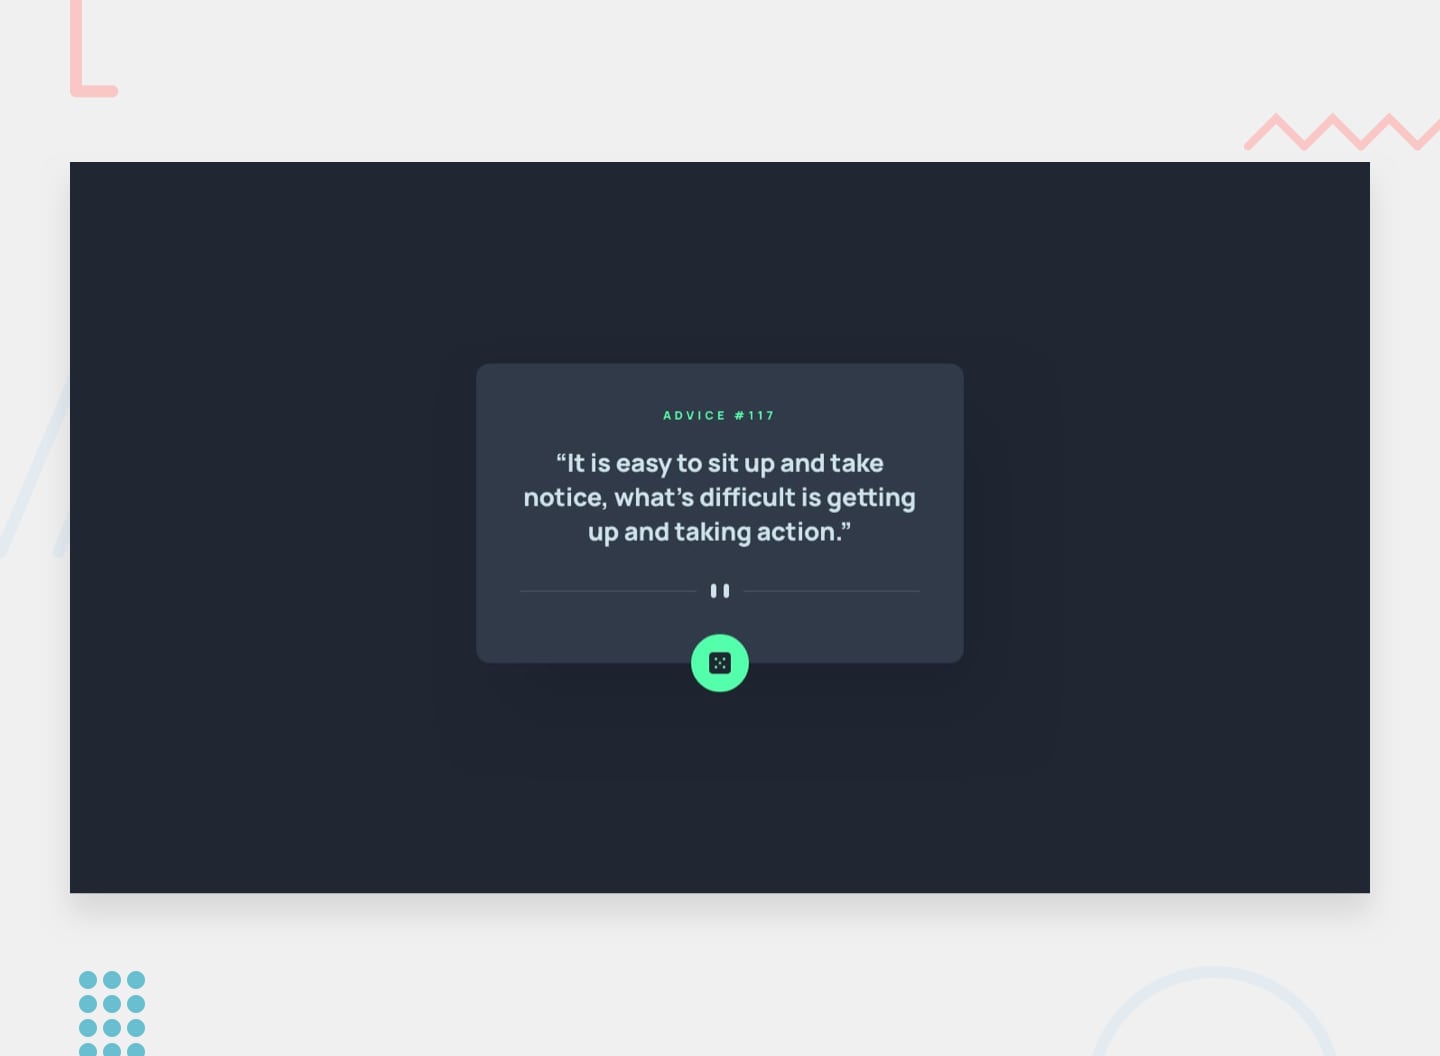 ADVICE #117
“It is easy to sit up and take
notice, what’s difficult is getting
up and taking action.”